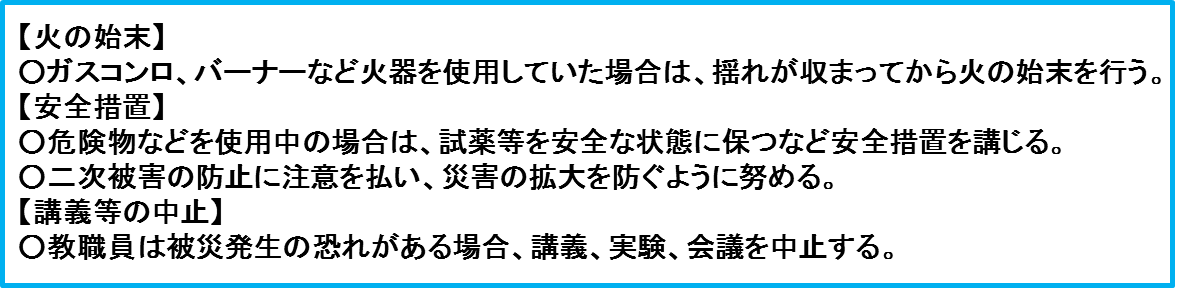 【火の始末】
○ガスコンロ、バーナーなど火器を使用していた場合は、揺れが収まってから火の始末を行う。
【安全措置】
○危険物などを使用中の場合は、試薬等を安全な状態に保つなど安全措置を講じる。
○二次被害の防止に注意を払い、災害の拡大を防ぐように努める。
【講義等の中止】
○教職員は被災発生の恐れがある場合、講義、実験、会議を中止する。